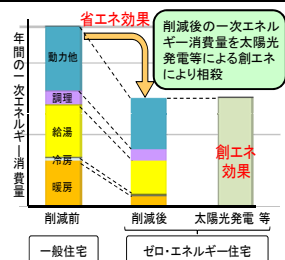 省エネ効果
削減後の一次エネル
ギー消費量を太陽光
発電等による創エネ
により相殺
年間の一次エネルギー消費量
動力他
調理
給湯
冷房
暖房
創エネ
効果
削減前
削減後
太陽光発電 等
一般住宅
ゼロ・エネルギー住宅